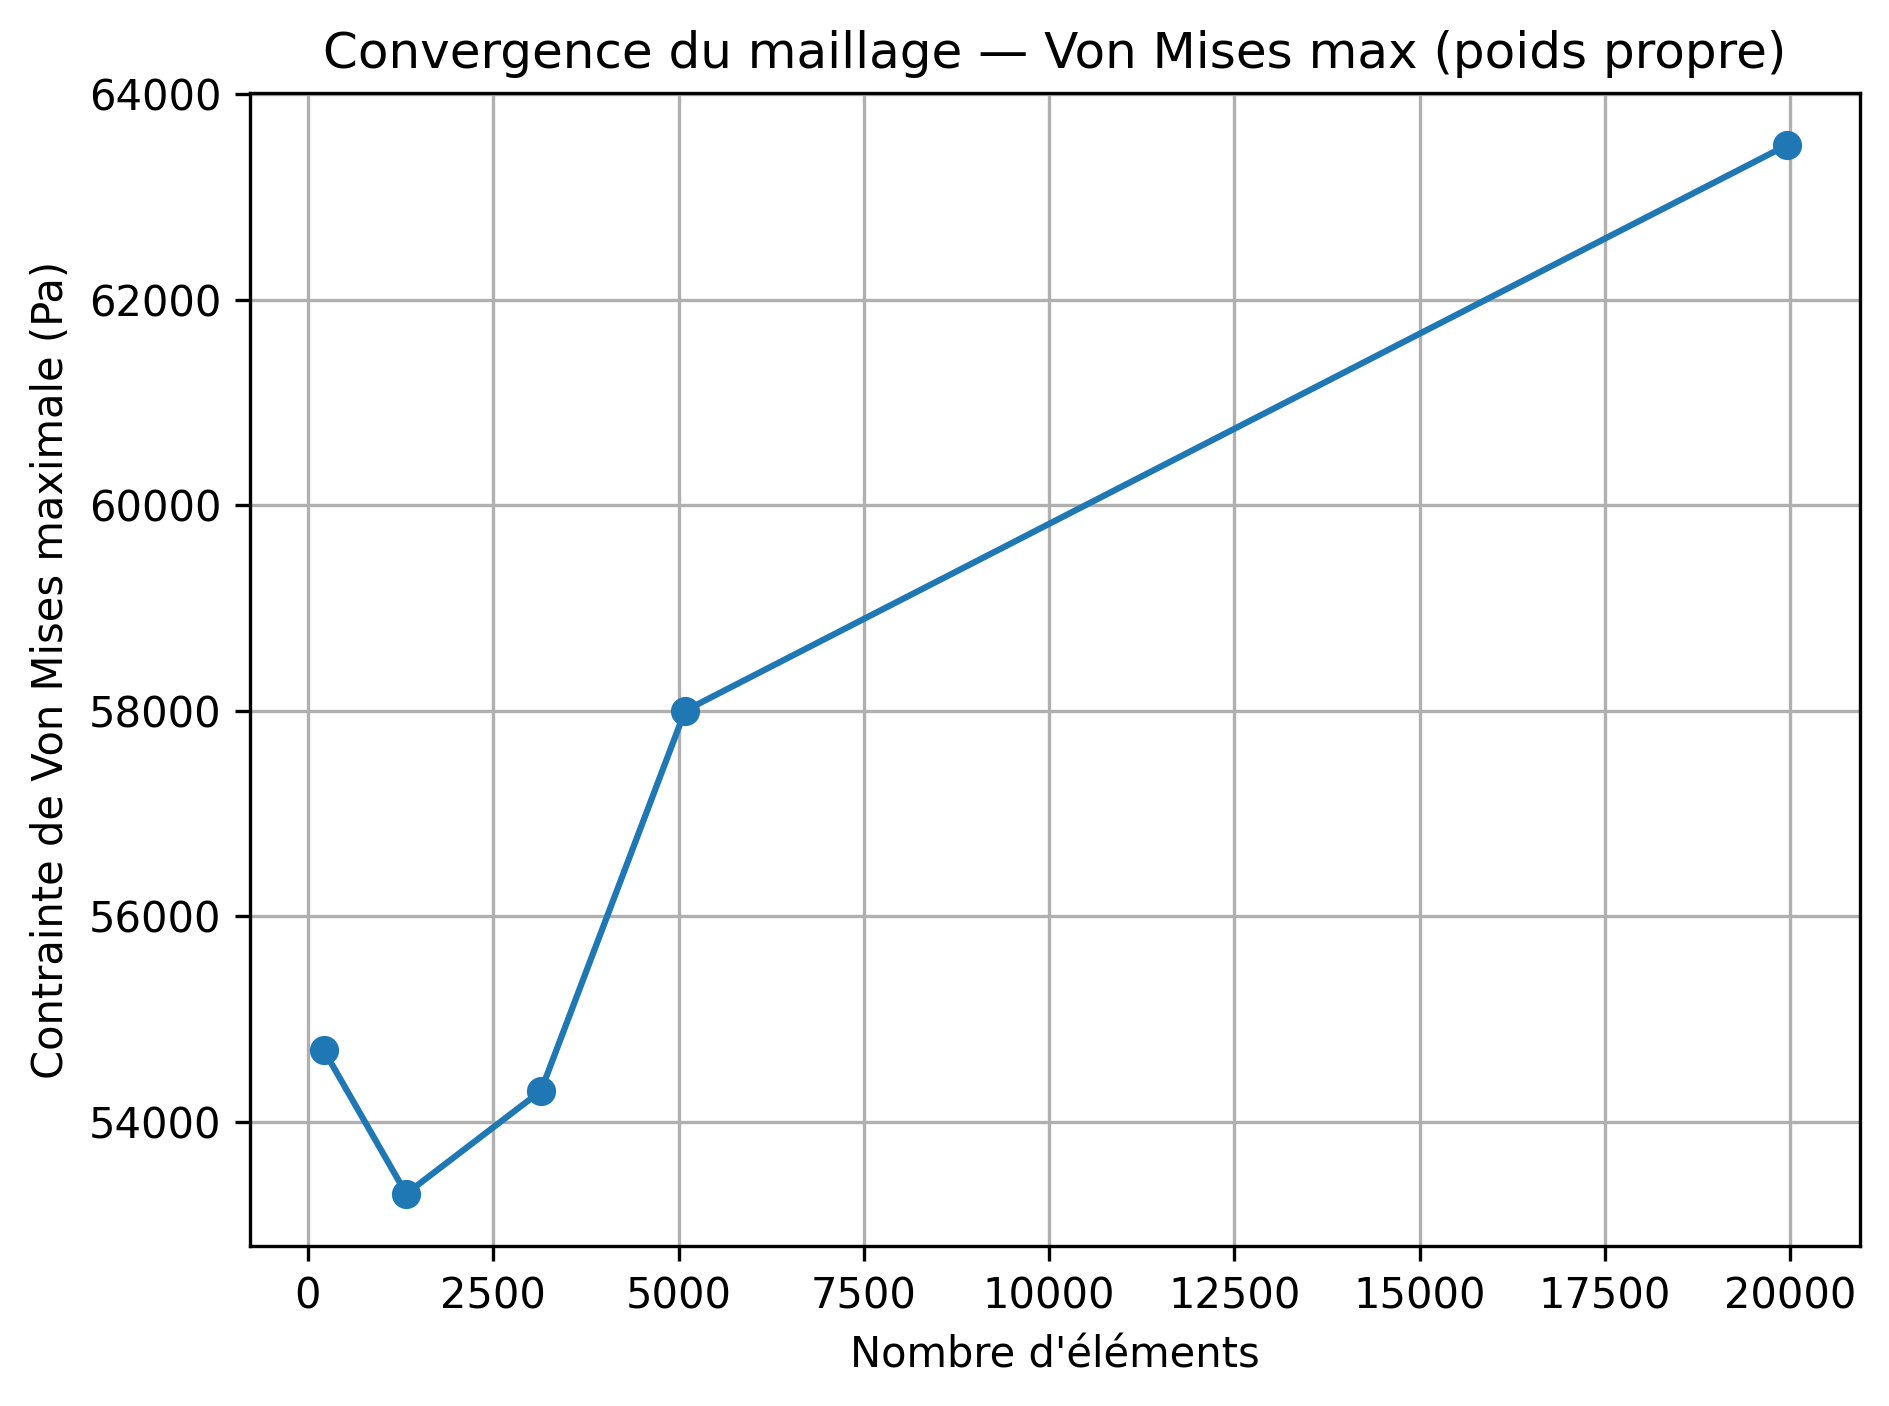 Convergence du maillage — Von Mises max (poids propre)
64000
62000
60000
58000
56000
54000
Contrainte de Von Mises maximale (Pa)
0 2500 5000 7500 10000 12500 15000 17500 20000
Nombre d'éléments